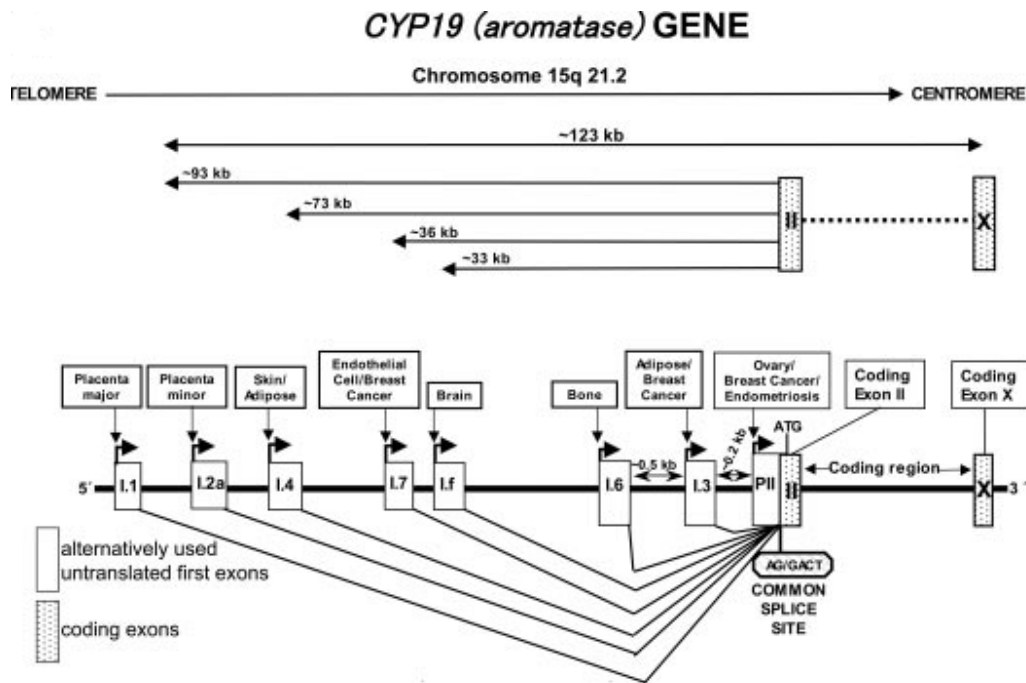 CYP19 (aromatase) GENE
Chromosome 15q 21.2
TELOMERE
CENTROMERE
~123 kb
~93 kb
~73 kb
~36 kb
~33 kb
II
X
Placenta
major
Placenta
minor
Skin/
Adipose
Endothelial
Cell/Breast
Cancer
Brain
Bone
Adipose/
Breast
Cancer
Ovary/
Breast Cancer/
Endometriosis
Coding
Exon II
Coding
Exon X
ATG
~0.5 kb
~0.2 kb
5´
I.1
I.2a
I.4
I.7
I.f
I.6
I.3
PII
II
Coding region
X
3´
alternatively used
untranslated first exons
coding exons
AG/GACT
COMMON
SPLICE
SITE